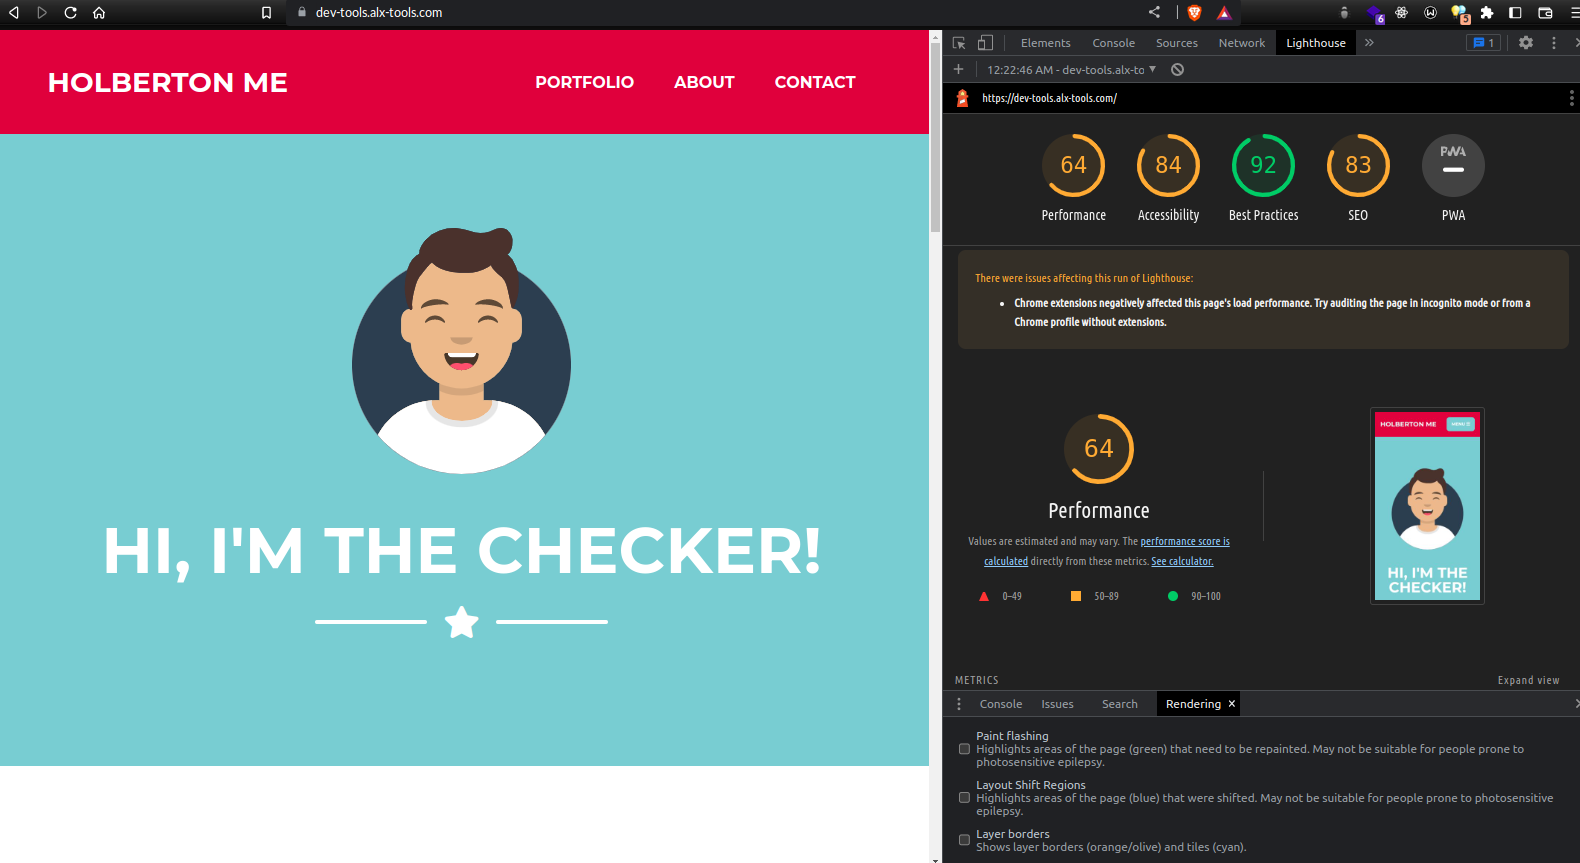 dev-tools.alx-tools.com
6
5
HOLBERTON ME
PORTFOLIO
ABOUT
CONTACT
HI, I'M THE CHECKER!
Elements
Console
Sources
Network
Lighthouse
1
12:22:46 AM - dev-tools.alx-to
https://dev-tools.alx-tools.com/
64
84
92
83
PWA
Performance
Accessibility
Best Practices
SEO
PWA
There were issues affecting this run of Lighthouse:
Chrome extensions negatively affected this page's load performance. Try auditing the page in incognito mode or from a
Chrome profile without extensions.
64
Performance
Values are estimated and may vary. The performance score is
calculated directly from these metrics. See calculator.
0–49
50–89
90–100
HOLBERTON ME
MENU
HI, I'M THE
CHECKER!
METRICS
Expand view
Console
Issues
Search
Rendering
Paint flashing
Highlights areas of the page (green) that need to be repainted. May not be suitable for people prone to
photosensitive epilepsy.
Layout Shift Regions
Highlights areas of the page (blue) that were shifted. May not be suitable for people prone to photosensitive
epilepsy.
Layer borders
Shows layer borders (orange/olive) and tiles (cyan).